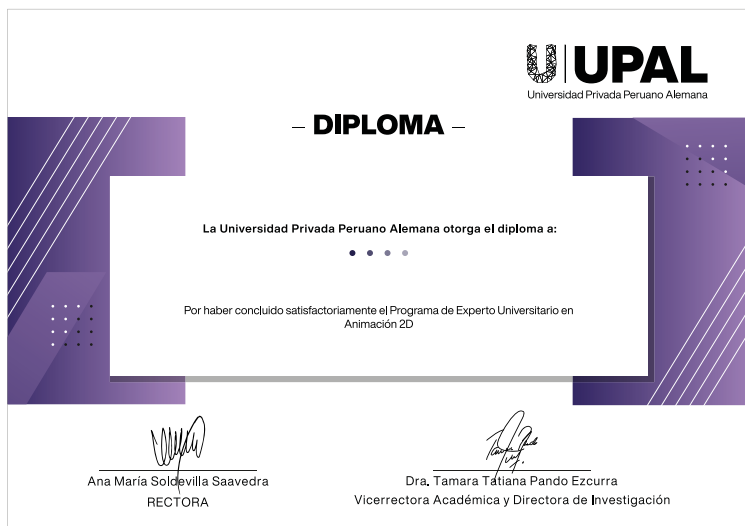 UPAL
Universidad Privada Peruano Alemana
– DIPLOMA –
La Universidad Privada Peruano Alemana otorga el diploma a:
Por haber concluido satisfactoriamente el Programa de Experto Universitario en
Animación 2D
Ana María Soldevilla Saavedra
RECTORA
Dra. Tamara Tatiana Pando Ezcurra
Vicerrectora Académica y Directora de Investigación